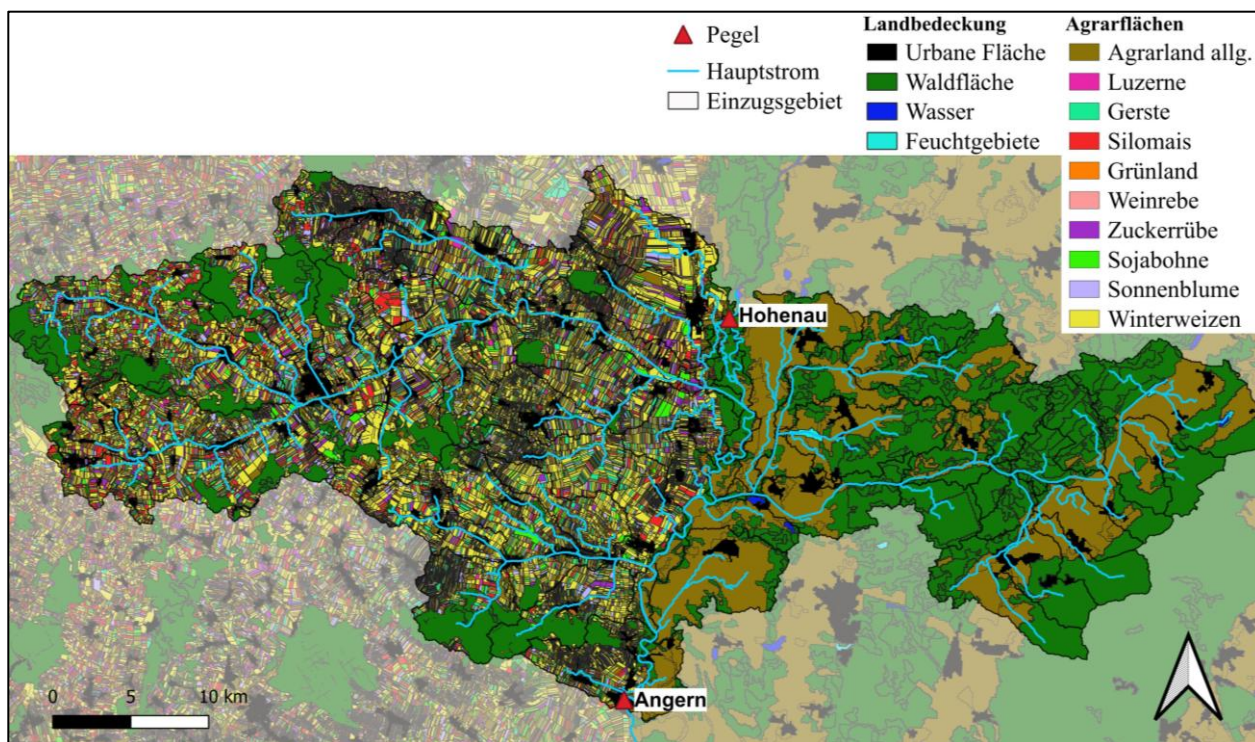 Pegel
Hauptstrom
Einzugsgebiet
Landbedeckung
Urbane Fläche
Waldfläche
Wasser
Feuchtgebiete
Agrarflächen
Agrarland allg.
Luzerne
Gerste
Silomais
Grünland
Weinrebe
Zuckerrübe
Sojabohne
Sonnenblume
Winterweizen
Hohenau
Angern
0 5 10 km